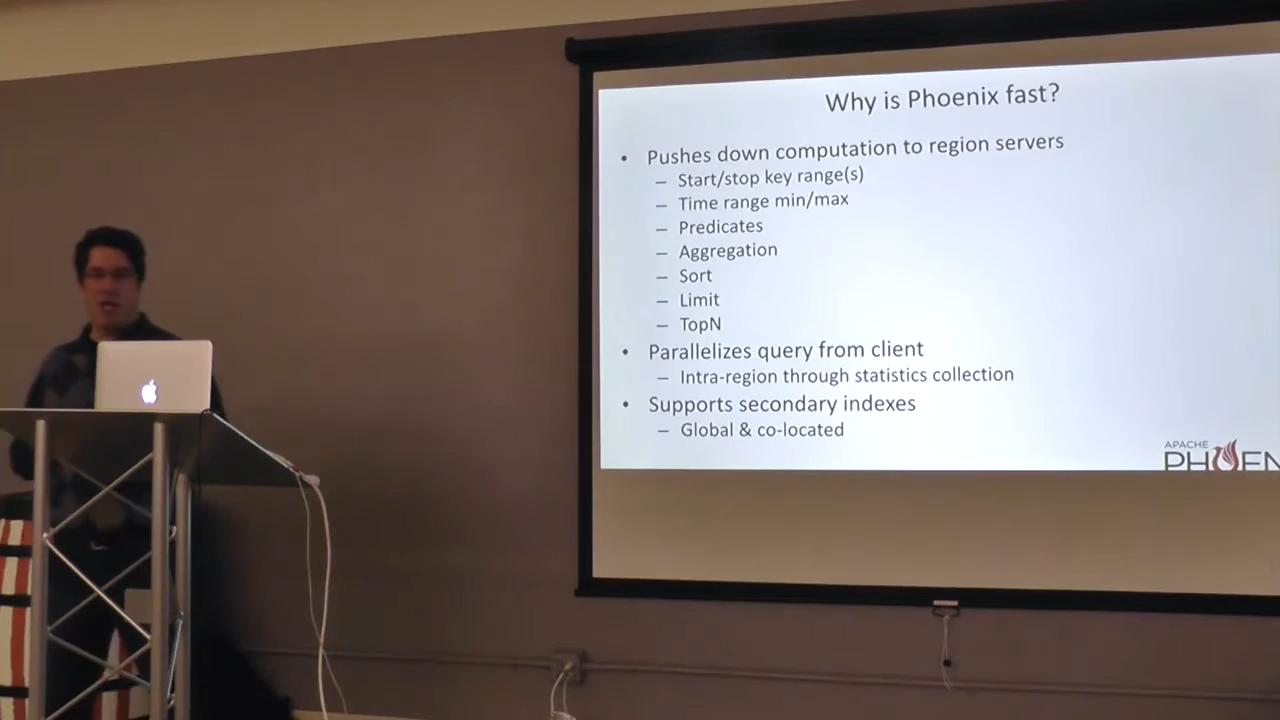 Why is Phoenix fast?
• Pushes down computation to region servers
– Start/stop key range(s)
– Time range min/max
– Predicates
– Aggregation
– Sort
– Limit
– TopN
• Parallelizes query from client
– Intra-region through statistics collection
• Supports secondary indexes
– Global & co-located
APACHE
PHOEN